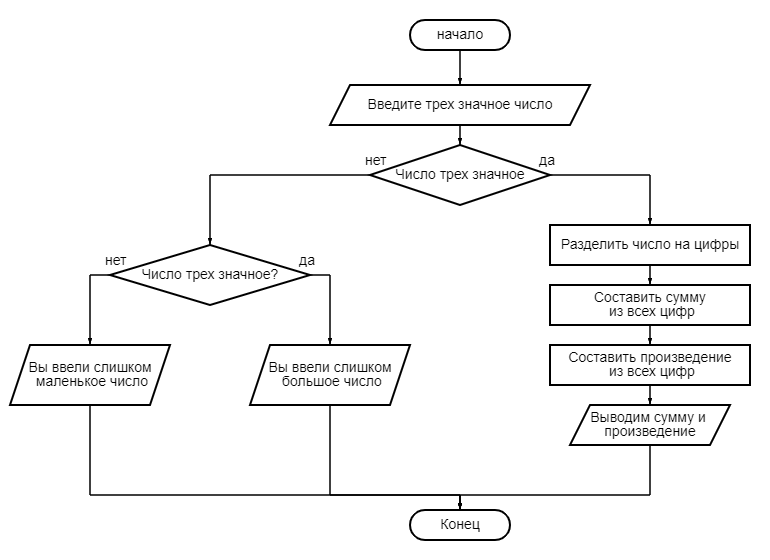 начало
Введите трех значное число
нет
да
Число трех значное
Разделить число на цифры
нет
да
Число трех значное?
Составить сумму
из всех цифр
Вы ввели слишком
маленькое число
Вы ввели слишком
большое число
Составить произведение
из всех цифр
Выводим сумму и
произведение
Конец